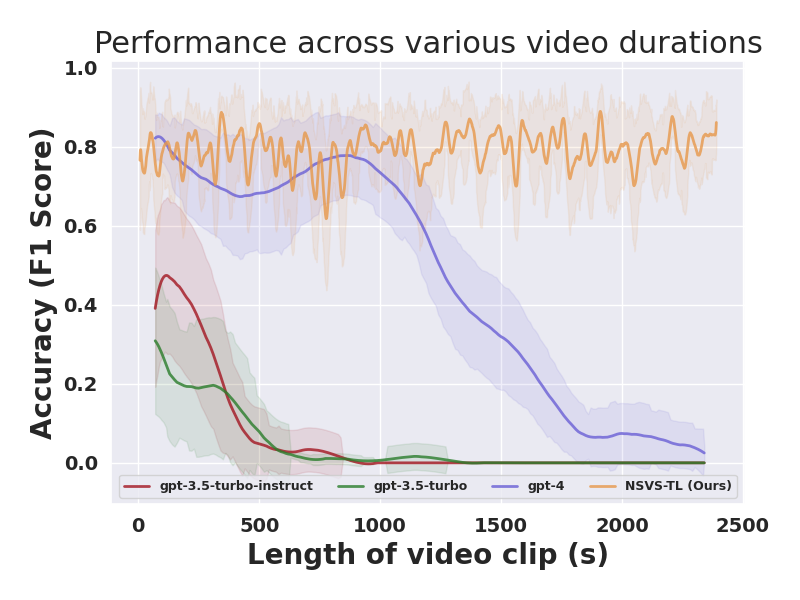 Performance across various video durations
Accuracy (F1 Score)
1.0
0.8
0.6
0.4
0.2
0.0
gpt-3.5-turbo-instruct gpt-3.5-turbo gpt-4 NSVS-TL (Ours)
0 500 1000 1500 2000 2500
Length of video clip (s)